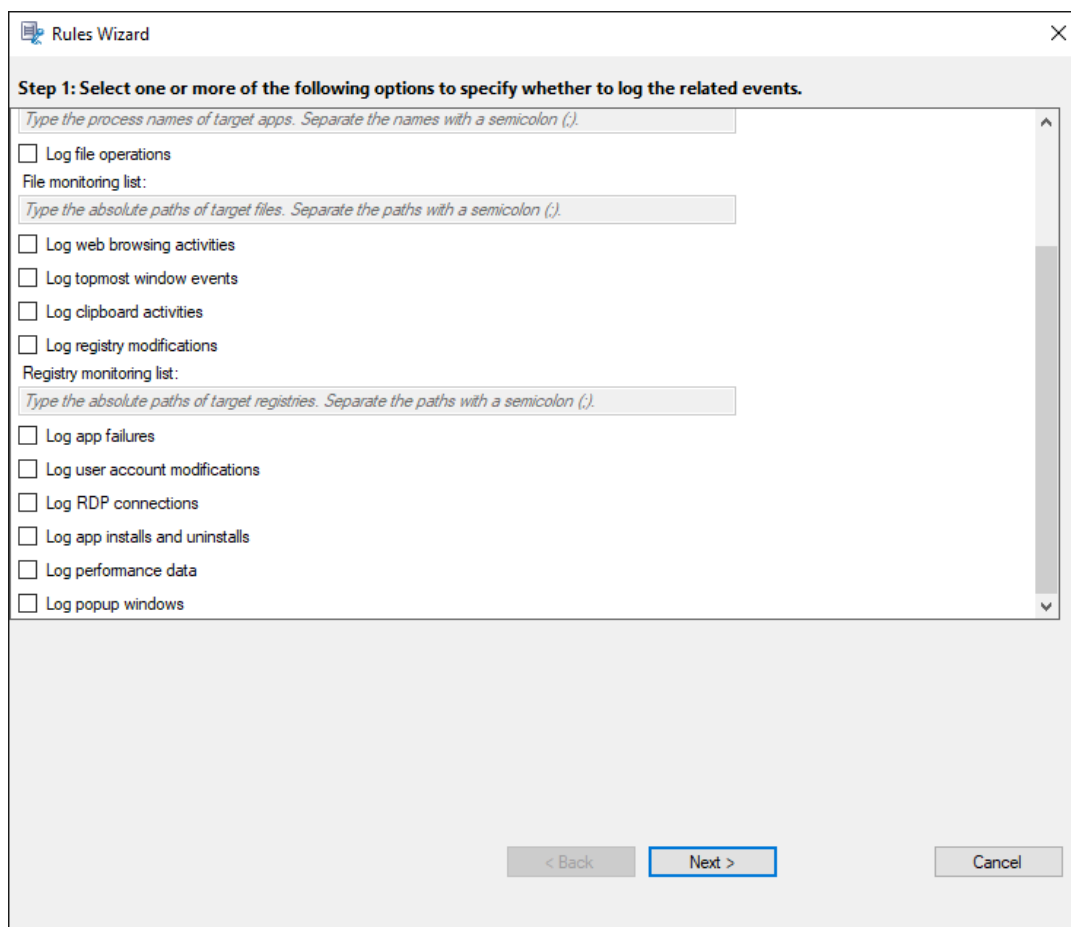 Rules Wizard
Step 1: Select one or more of the following options to specify whether to log the related events.
Type the process names of target apps. Separate the names with a semicolon (;).
Log file operations
File monitoring list:
Type the absolute paths of target files. Separate the paths with a semicolon (;).
Log web browsing activities
Log topmost window events
Log clipboard activities
Log registry modifications
Registry monitoring list:
Type the absolute paths of target registries. Separate the paths with a semicolon (;).
Log app failures
Log user account modifications
Log RDP connections
Log app installs and uninstalls
Log performance data
Log popup windows
< Back Next > Cancel